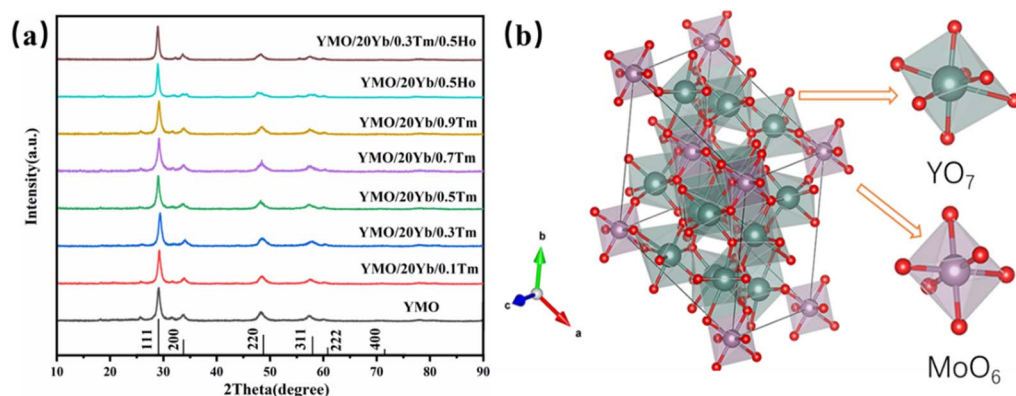 (a)
YMO/20Yb/0.3Tm/0.5Ho
YMO/20Yb/0.5Ho
YMO/20Yb/0.9Tm
YMO/20Yb/0.7Tm
YMO/20Yb/0.5Tm
YMO/20Yb/0.3Tm
YMO/20Yb/0.1Tm
YMO
111
200
220
311
222
400
10 20 30 40 50 60 70 80 90
2Theta(degree)
Intensity(a.u.)
(b)
YO₇
MoO₆
b
c
a